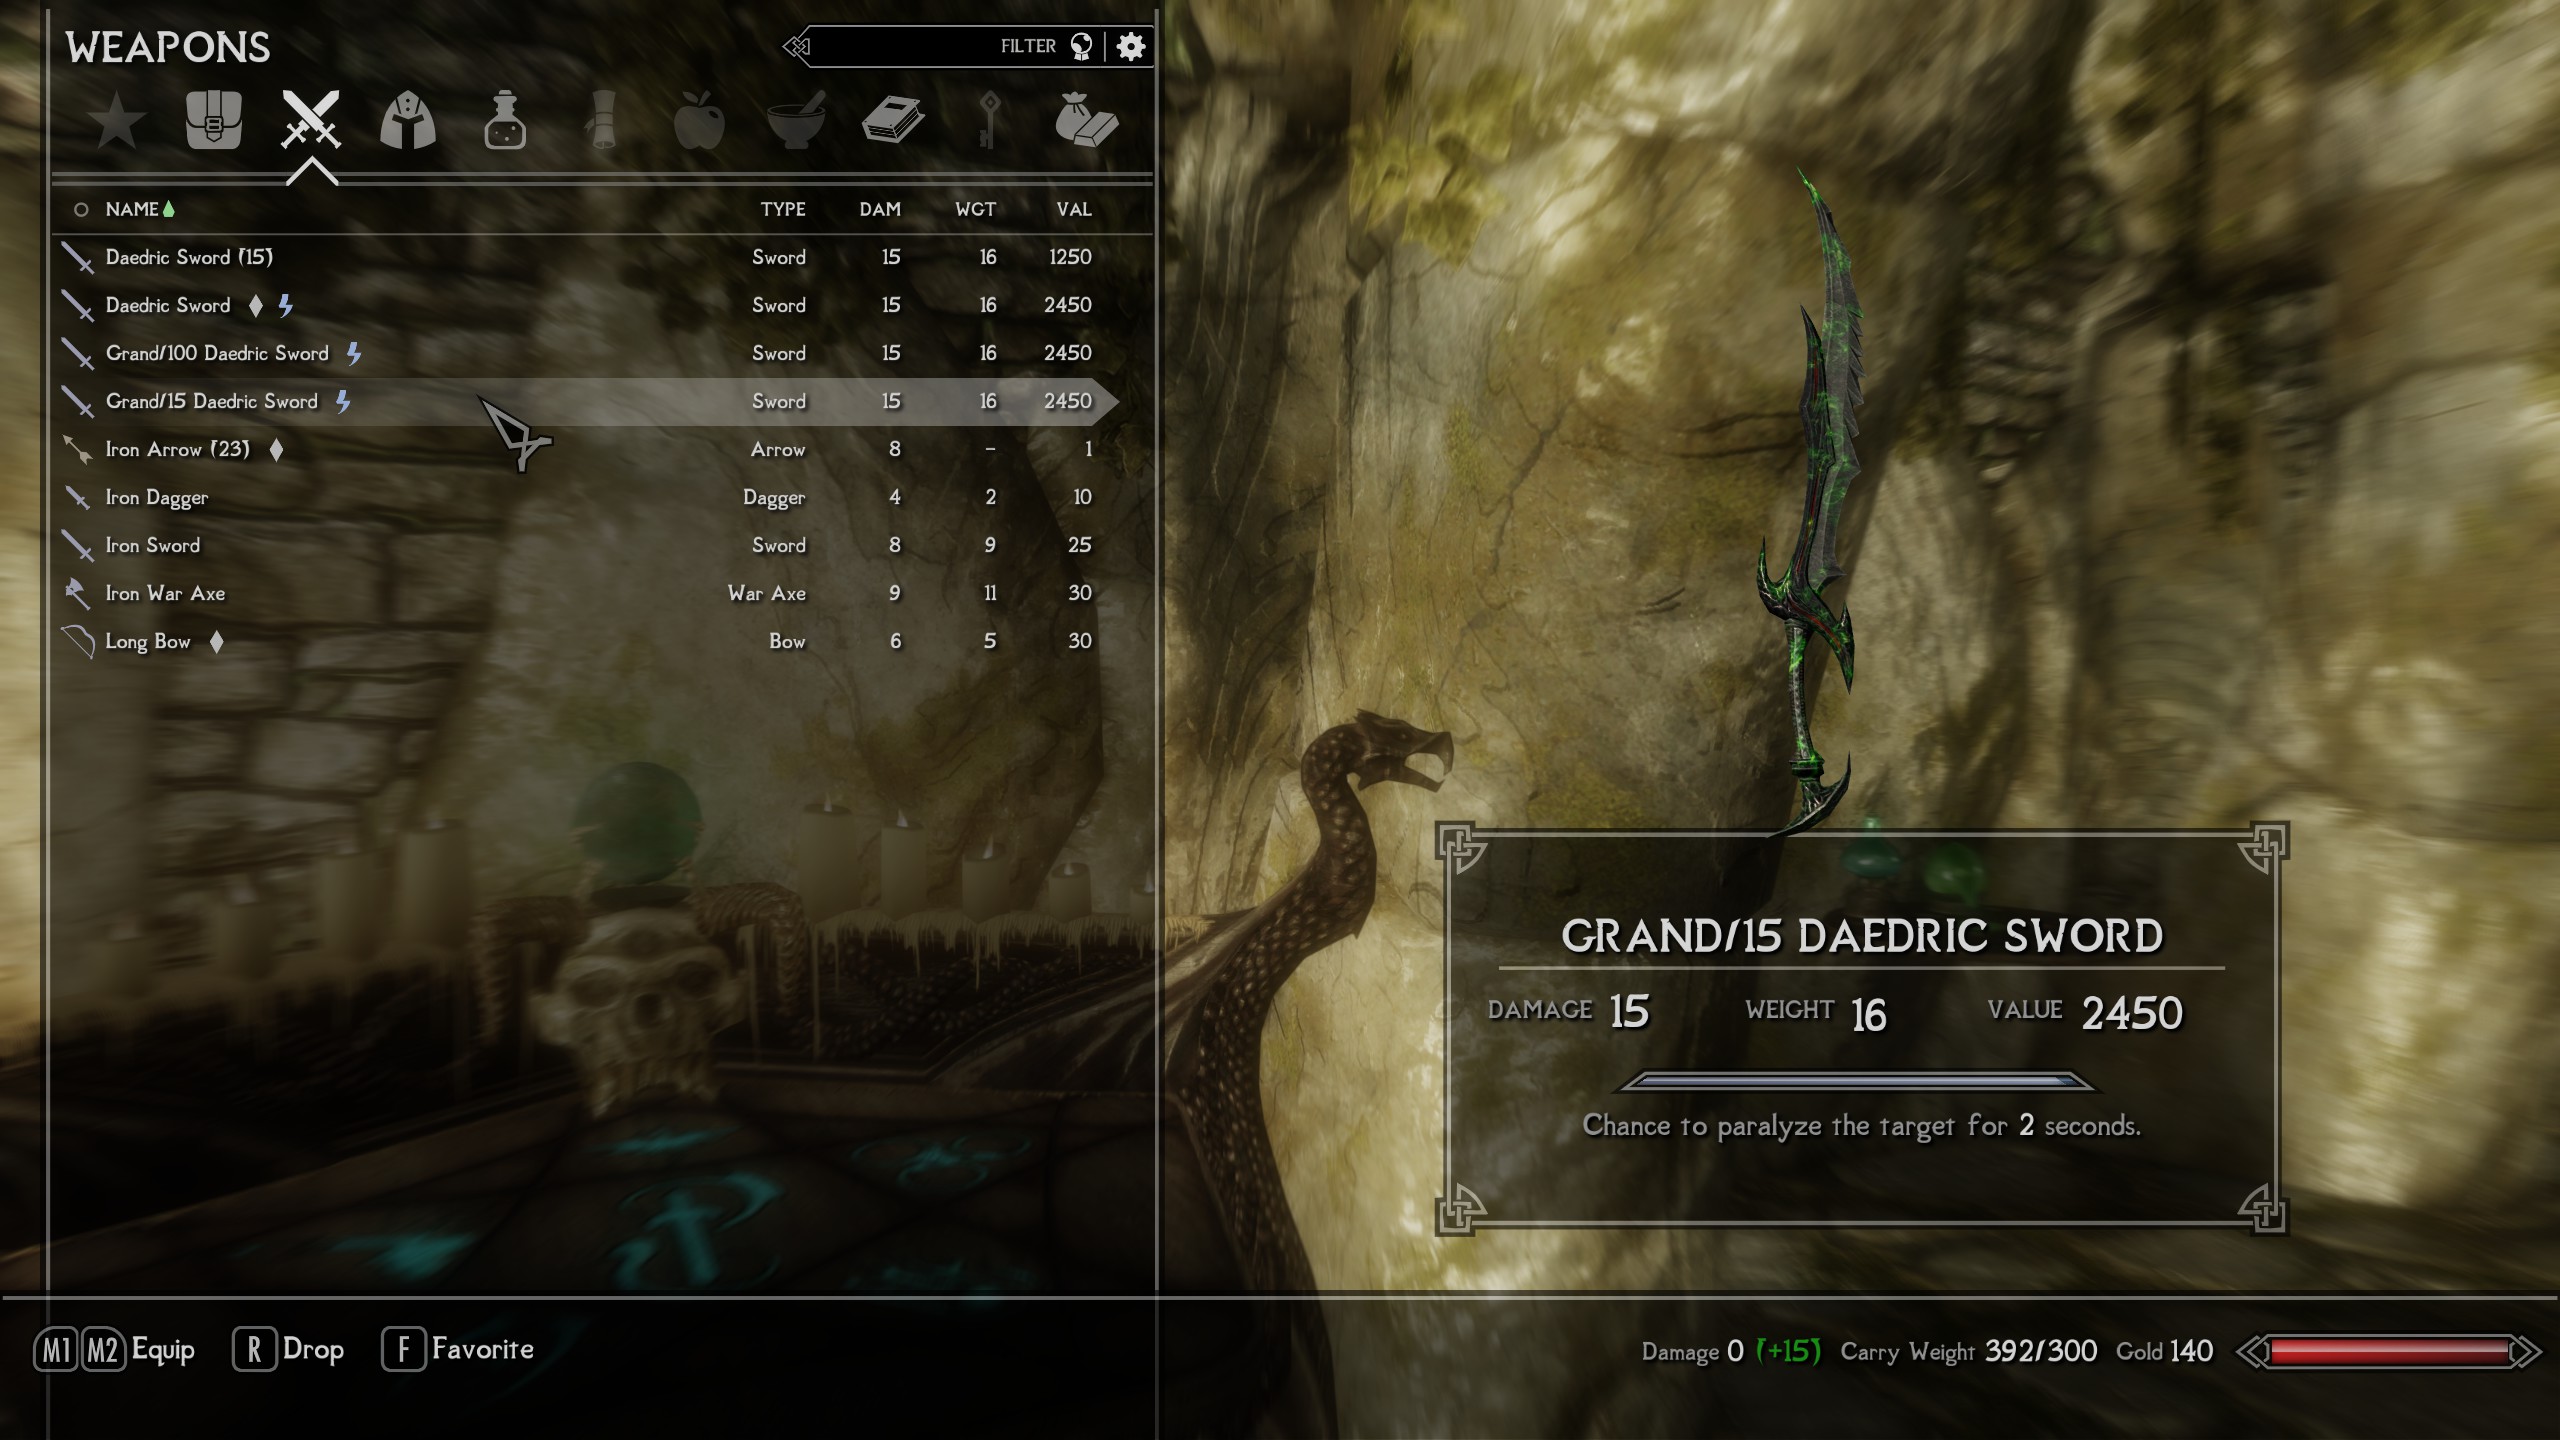 WEAPONS
FILTER
NAME TYPE DAM WGT VAL
Daedric Sword (15) Sword 15 16 1250
Daedric Sword Sword 15 16 2450
Grand/100 Daedric Sword Sword 15 16 2450
Grand/15 Daedric Sword Sword 15 16 2450
Iron Arrow (23) Arrow 8 – 1
Iron Dagger Dagger 4 2 10
Iron Sword Sword 8 9 25
Iron War Axe War Axe 9 11 30
Long Bow Bow 6 5 30
GRAND/15 DAEDRIC SWORD
DAMAGE 15 WEIGHT 16 VALUE 2450
Chance to paralyze the target for 2 seconds.
M1 M2 Equip R Drop F Favorite
Damage 0 (+15) Carry Weight 392/300 Gold 140